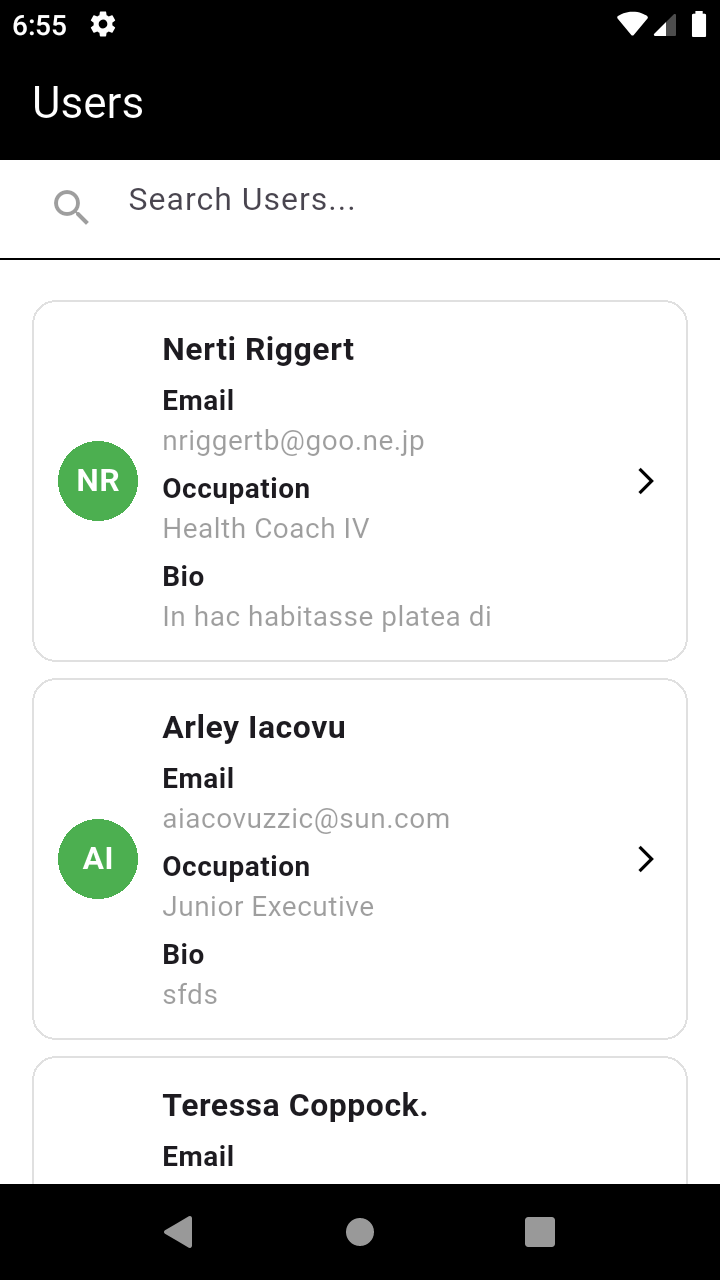 6:55
Users
Search Users...
Nerti Riggert
Email
nriggertb@goo.ne.jp
NR
Occupation
Health Coach IV
Bio
In hac habitasse platea di
Arley Iacovu
Email
aiacovuzzic@sun.com
AI
Occupation
Junior Executive
Bio
sfds
Teressa Coppock.
Email